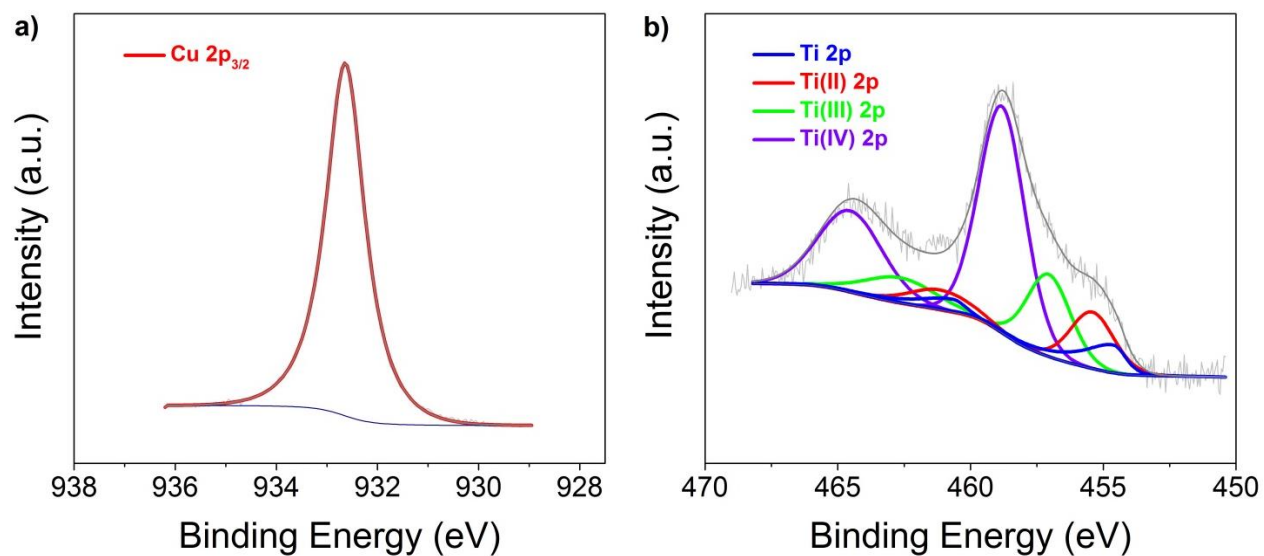 a)
Cu 2p3/2
Intensity (a.u.)
938 936 934 932 930 928
Binding Energy (eV)
b)
Ti 2p
Ti(II) 2p
Ti(III) 2p
Ti(IV) 2p
Intensity (a.u.)
470 465 460 455 450
Binding Energy (eV)